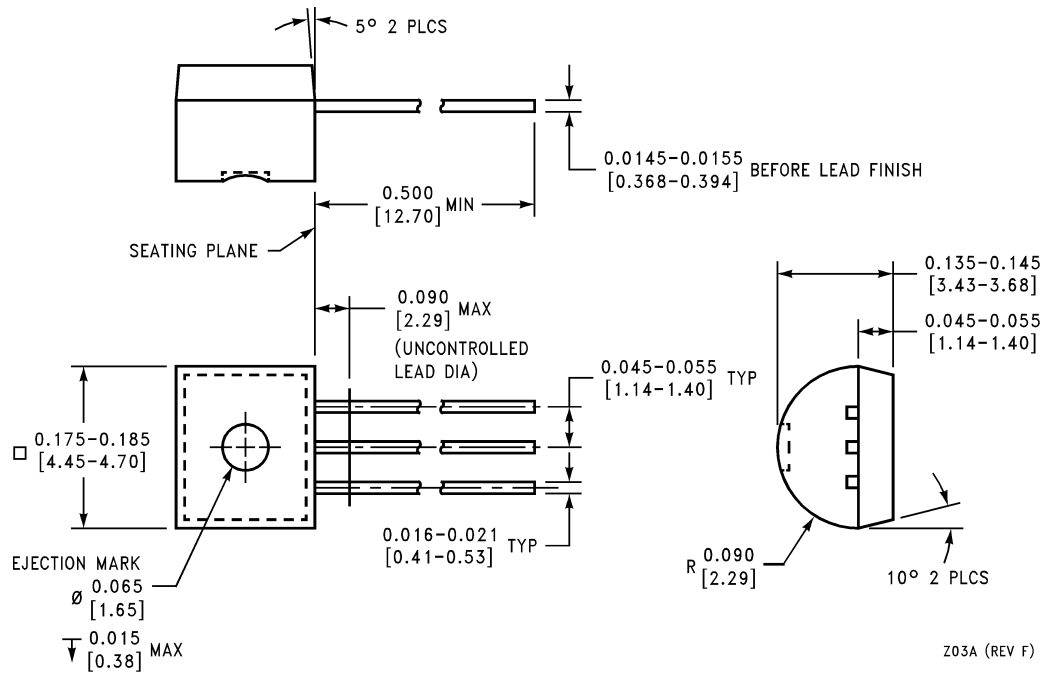 5° 2 PLCS
0.0145–0.0155
[0.368–0.394]
BEFORE LEAD FINISH
0.500
[12.70]
MIN
SEATING PLANE
0.135–0.145
[3.43–3.68]
0.090
[2.29]
MAX
(UNCONTROLLED
LEAD DIA)
0.045–0.055
[1.14–1.40]
0.045–0.055
[1.14–1.40]
TYP
0.175–0.185
[4.45–4.70]
0.016–0.021
[0.41–0.53]
TYP
EJECTION MARK
Ø 0.065
[1.65]
0.015
[0.38]
MAX
R 0.090
[2.29]
10° 2 PLCS
Z03A (REV F)